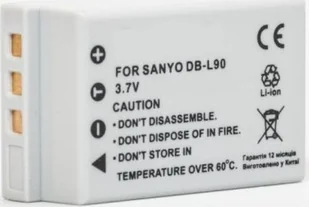 FOR SANYO DB-L90
3.7V
CAUTION
• DON'T DISASSEMBLE.
• DON'T DISPOSE OF IN FIRE.
• DON'T STORE IN
TEMPERATURE OVER 60°C.
CE
Li-ion
Гарантія 12 місяців
Виготовлено у Китаї